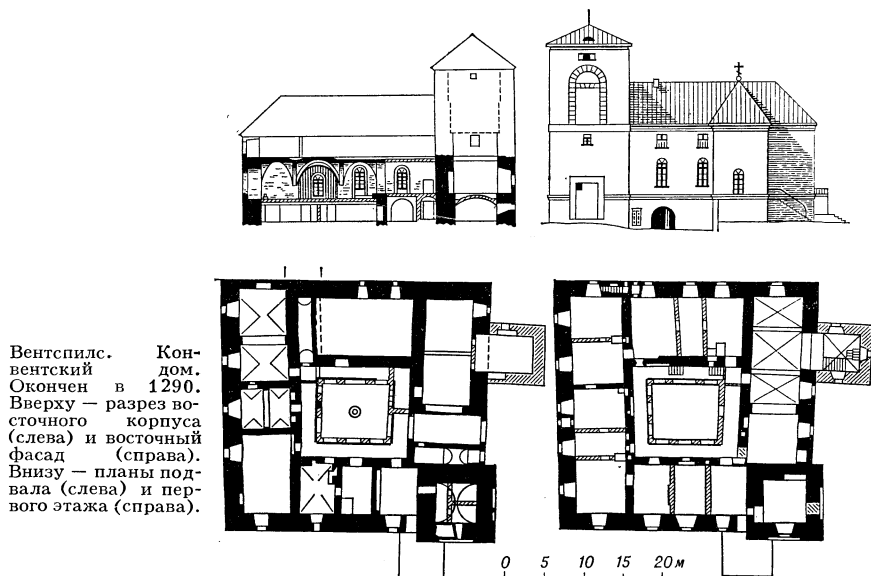 Вентспилс. Кон-
вентский дом.
Окончен в 1290.
Вверху — разрез во-
сточного корпуса
(слева) и восточный
фасад (справа).
Внизу — планы под-
вала (слева) и пер-
вого этажа (справа).
0 5 10 15 20 м